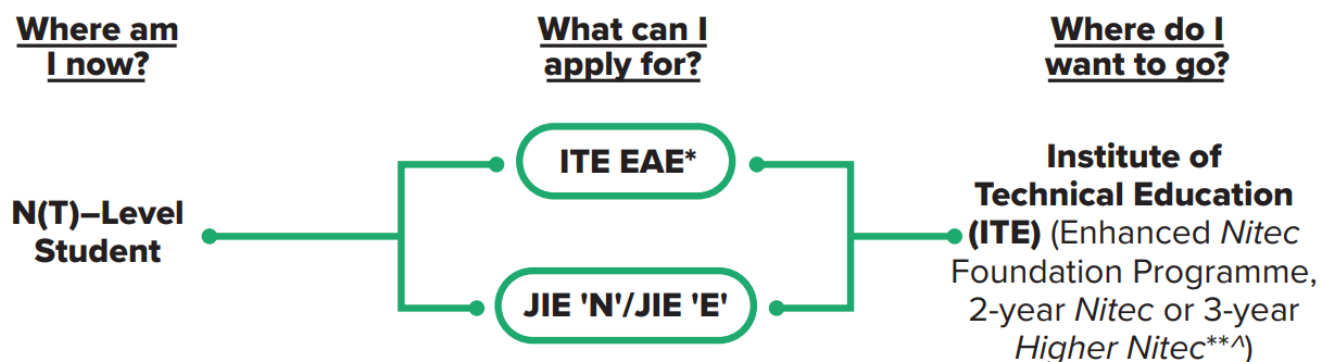 Where am
I now?
What can I
apply for?
Where do I
want to go?
N(T)–Level
Student
ITE EAE*
JIE 'N'/JIE 'E'
Institute of
Technical Education
(ITE) (Enhanced Nitec
Foundation Programme,
2-year Nitec or 3-year
Higher Nitec**^)